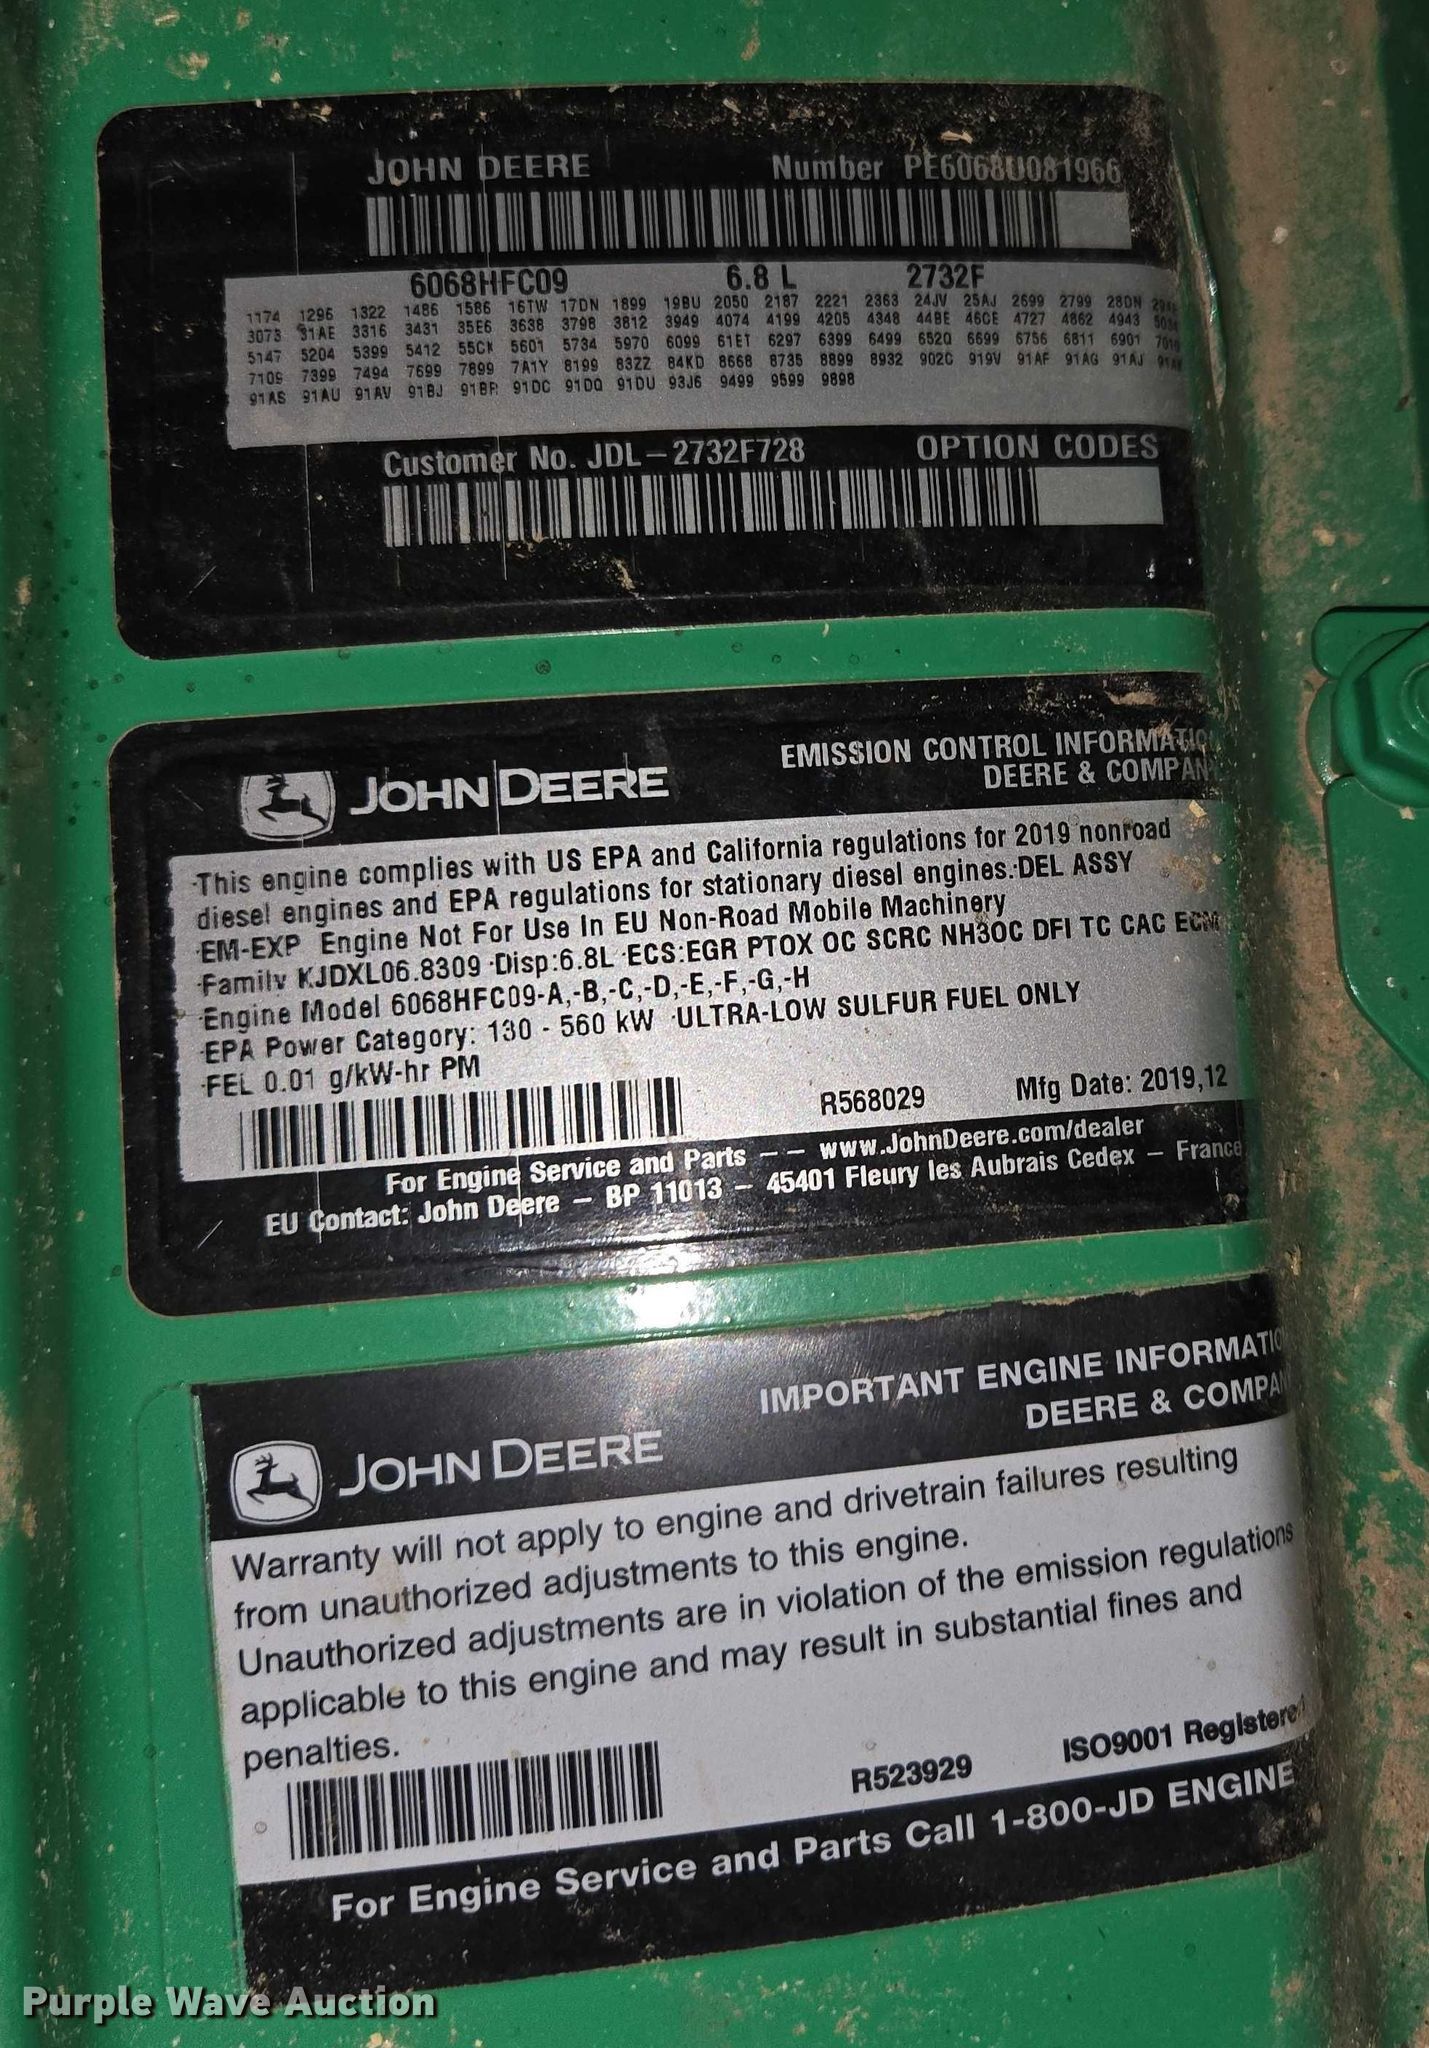 JOHN DEERE Number PE6068U081966
6068HFC09 6.8 L 2732F
1174 1296 1322 1486 1586 16TW 17DN 1899 19BU 2050 2187 2221 2363 24JV 25AJ 2699 2799 28DN
3073 31AE 3316 3431 35E6 3638 3798 3812 3949 4074 4199 4205 4348 44BE 46CE 4727 4862 4943
5147 5204 5399 5412 55CK 5601 5734 5970 6099 61ET 6297 6399 6499 652Q 6699 6756 6811 6901
7109 7399 7494 7699 7899 7A1Y 8199 83ZZ 84KD 8668 8735 8899 8932 902C 919V 91AF 91AG 91AJ
91AS 91AU 91AV 91BJ 91BR 91DC 91DQ 91DU 93J6 9499 9599 9898
Customer No. JDL-2732F728 OPTION CODES
JOHN DEERE
EMISSION CONTROL INFORMATIO
DEERE & COMPAN
·This engine complies with US EPA and California regulations for 2019 nonroad
diesel engines and EPA regulations for stationary diesel engines.·DEL ASSY
·EM-EXP Engine Not For Use In EU Non-Road Mobile Machinery
·Family KJDXL06.8309 ·Disp:6.8L ·ECS:EGR PTOX OC SCRC NH3OC DFI TC CAC ECM
·Engine Model 6068HFC09-A,-B,-C,-D,-E,-F,-G,-H
·EPA Power Category: 130 - 560 kW ·ULTRA-LOW SULFUR FUEL ONLY
·FEL 0.01 g/kW-hr PM
R568029 Mfg Date: 2019,12
For Engine Service and Parts – – www.JohnDeere.com/dealer
EU Contact: John Deere – BP 11013 – 45401 Fleury les Aubrais Cedex – France
IMPORTANT ENGINE INFORMATIO
DEERE & COMPAN
JOHN DEERE
Warranty will not apply to engine and drivetrain failures resulting
from unauthorized adjustments to this engine.
Unauthorized adjustments are in violation of the emission regulations
applicable to this engine and may result in substantial fines and
penalties.
R523929 ISO9001 Registered
For Engine Service and Parts Call 1-800-JD ENGINE
Purple Wave Auction